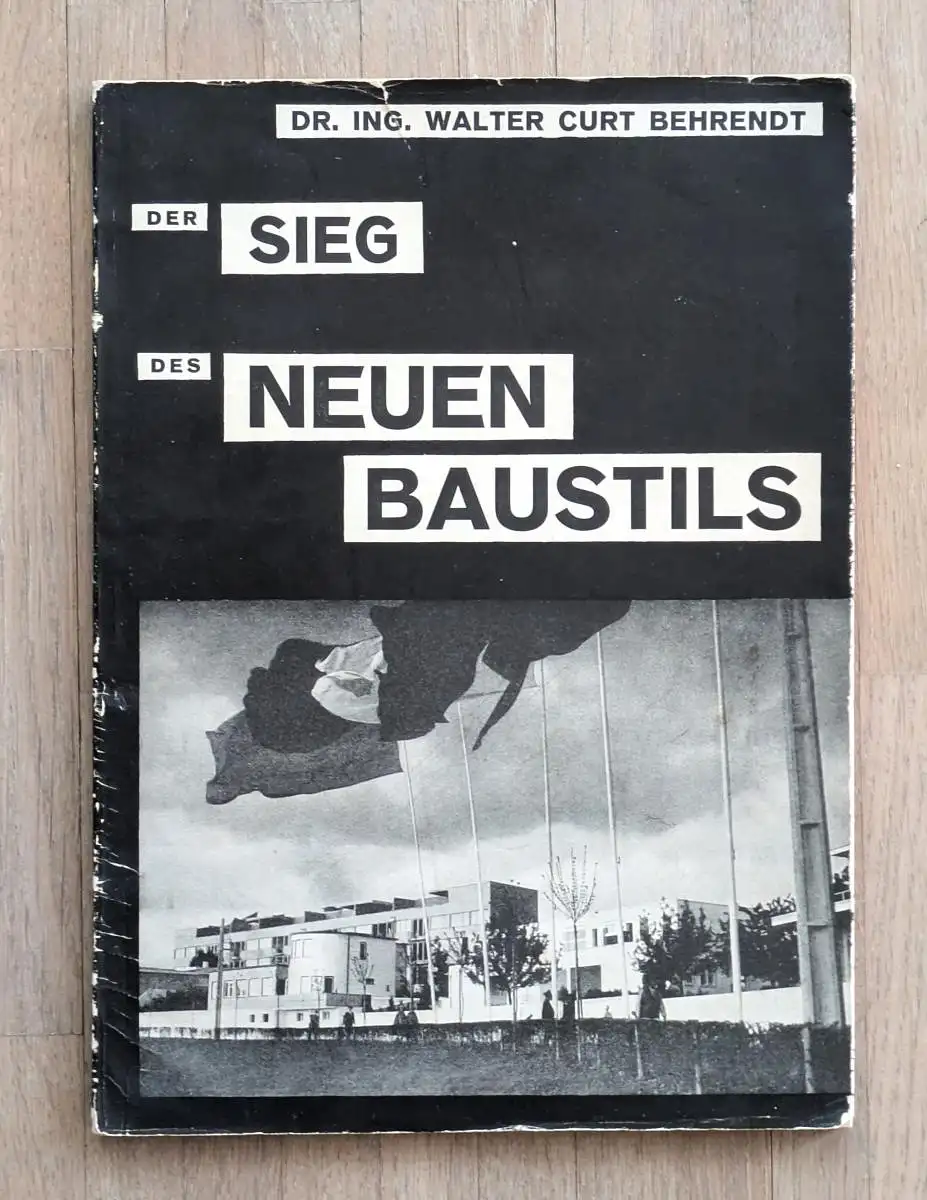 DR. ING. WALTER CURT BEHRENDT
DER SIEG
DES NEUEN
BAUSTILS